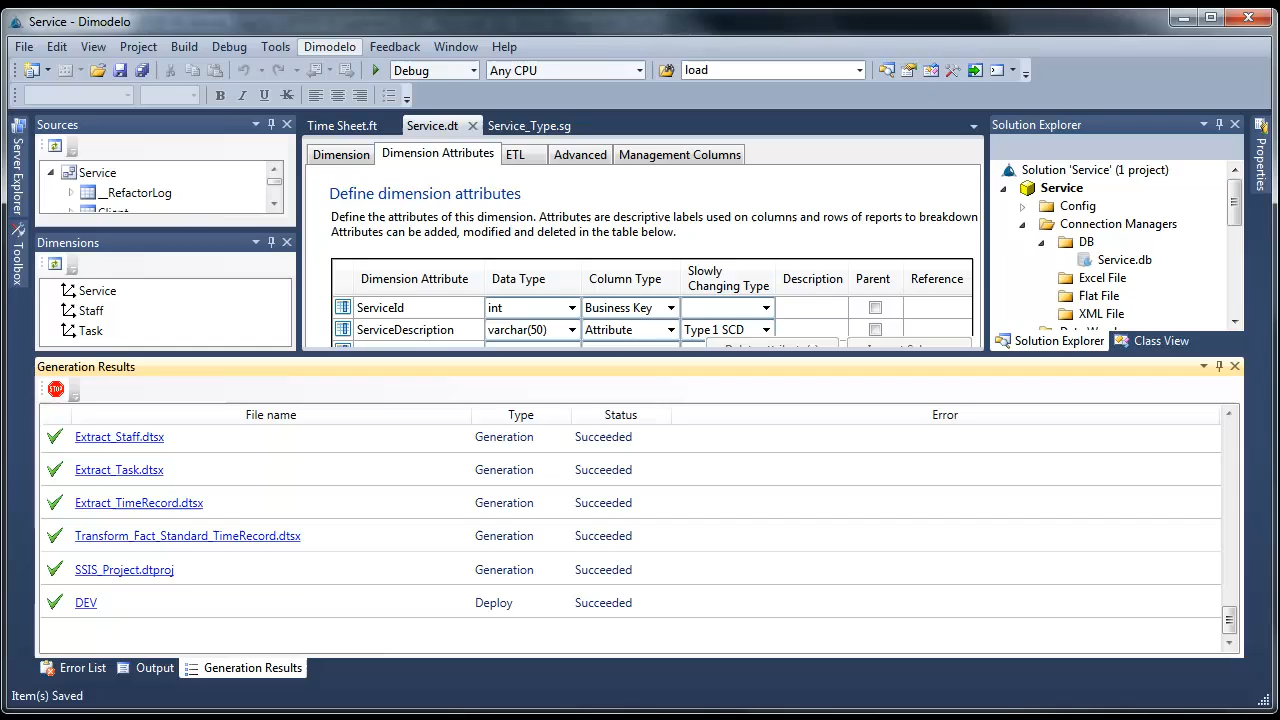 Service - Dimodelo
File Edit View Project Build Debug Tools Dimodelo Feedback Window Help
Debug Any CPU load
B I U K
Server Explorer
Toolbox
Sources
Service
__RefactorLog
Client
Dimensions
Service
Staff
Task
Time Sheet.ft Service.dt Service_Type.sg
Dimension Dimension Attributes ETL Advanced Management Columns
Define dimension attributes
Define the attributes of this dimension. Attributes are descriptive labels used on columns and rows of reports to breakdown
Attributes can be added, modified and deleted in the table below.
Dimension Attribute Data Type Column Type Slowly Changing Type Description Parent Reference
ServiceId int Business Key
ServiceDescription varchar(50) Attribute Type 1 SCD
Solution Explorer
Solution 'Service' (1 project)
Service
Config
Connection Managers
DB
Service.db
Excel File
Flat File
XML File
Solution Explorer Class View
Properties
Generation Results
STOP
File name Type Status Error
Extract_Staff.dtsx Generation Succeeded
Extract_Task.dtsx Generation Succeeded
Extract_TimeRecord.dtsx Generation Succeeded
Transform_Fact_Standard_TimeRecord.dtsx Generation Succeeded
SSIS_Project.dtproj Generation Succeeded
DEV Deploy Succeeded
Error List Output Generation Results
Item(s) Saved